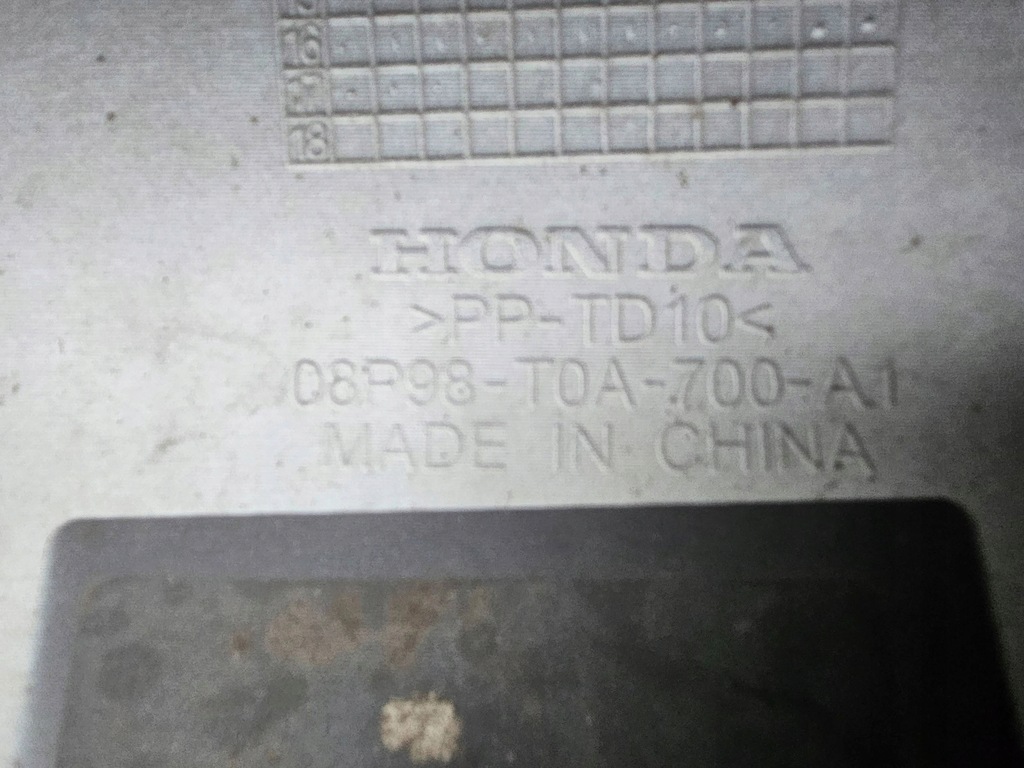 16
17
18
HONDA
>PP-TD10<
08P98-T0A-700-A1
MADE IN CHINA